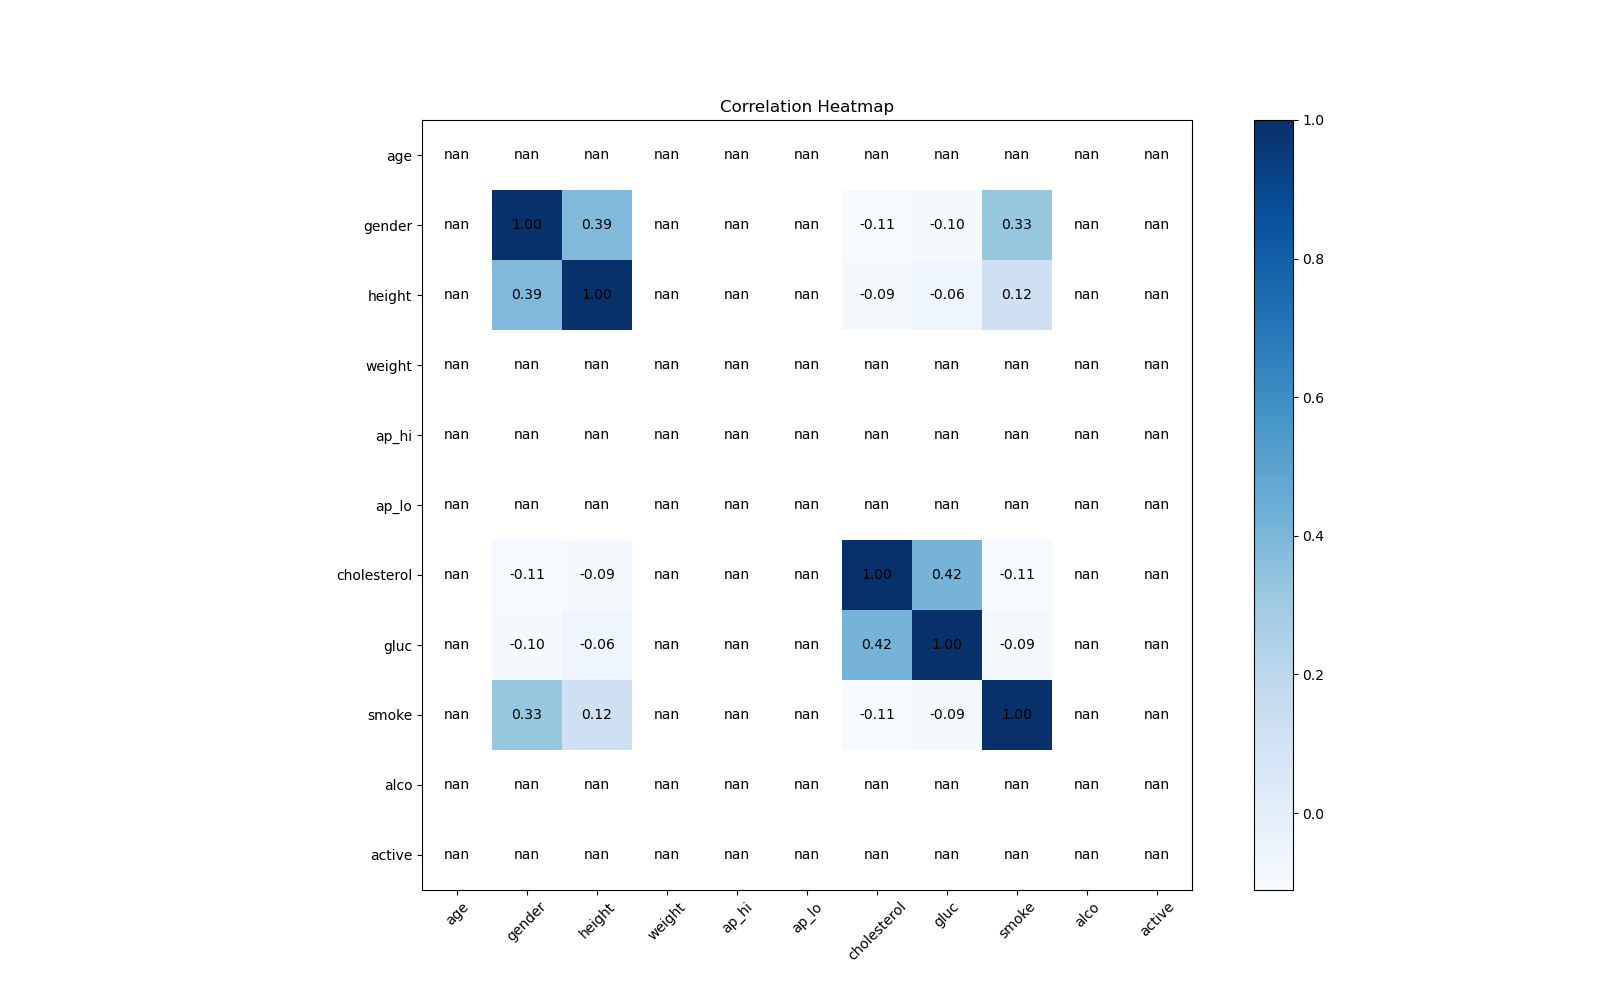 Correlation Heatmap
age nan nan nan nan nan nan nan nan nan nan nan
gender nan 1.00 0.39 nan nan nan -0.11 -0.10 0.33 nan nan
height nan 0.39 1.00 nan nan nan -0.09 -0.06 0.12 nan nan
weight nan nan nan nan nan nan nan nan nan nan nan
ap_hi nan nan nan nan nan nan nan nan nan nan nan
ap_lo nan nan nan nan nan nan nan nan nan nan nan
cholesterol nan -0.11 -0.09 nan nan nan 1.00 0.42 -0.11 nan nan
gluc nan -0.10 -0.06 nan nan nan 0.42 1.00 -0.09 nan nan
smoke nan 0.33 0.12 nan nan nan -0.11 -0.09 1.00 nan nan
alco nan nan nan nan nan nan nan nan nan nan nan
active nan nan nan nan nan nan nan nan nan nan nan
age gender height weight ap_hi ap_lo cholesterol gluc smoke alco active
1.0
0.8
0.6
0.4
0.2
0.0